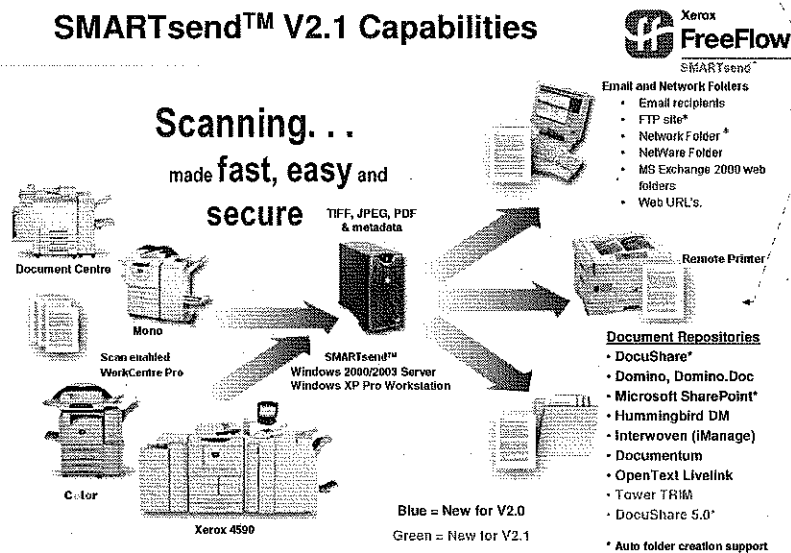 SMARTsend™ V2.1 Capabilities
Xerox
FreeFlow
SMARTsend™
Scanning. . .
made fast, easy and
secure
TIFF, JPEG, PDF
& metadata
Document Centre
Mono
Scan enabled
WorkCentre Pro
Color
Xerox 4590
SMARTsend™
Windows 2000/2003 Server
Windows XP Pro Workstation
Email and Network Folders
• Email recipients
• FTP site*
• Network Folder *
• NetWare Folder
• MS Exchange 2000 web
folders
• Web URL's.
Remote Printer
Document Repositories
• DocuShare*
• Domino, Domino.Doc
• Microsoft SharePoint*
• Hummingbird DM
• Interwoven (iManage)
• Documentum
• OpenText Livelink
• Tower TRIM
• DocuShare 5.0*
Blue = New for V2.0
Green = New for V2.1
* Auto folder creation support